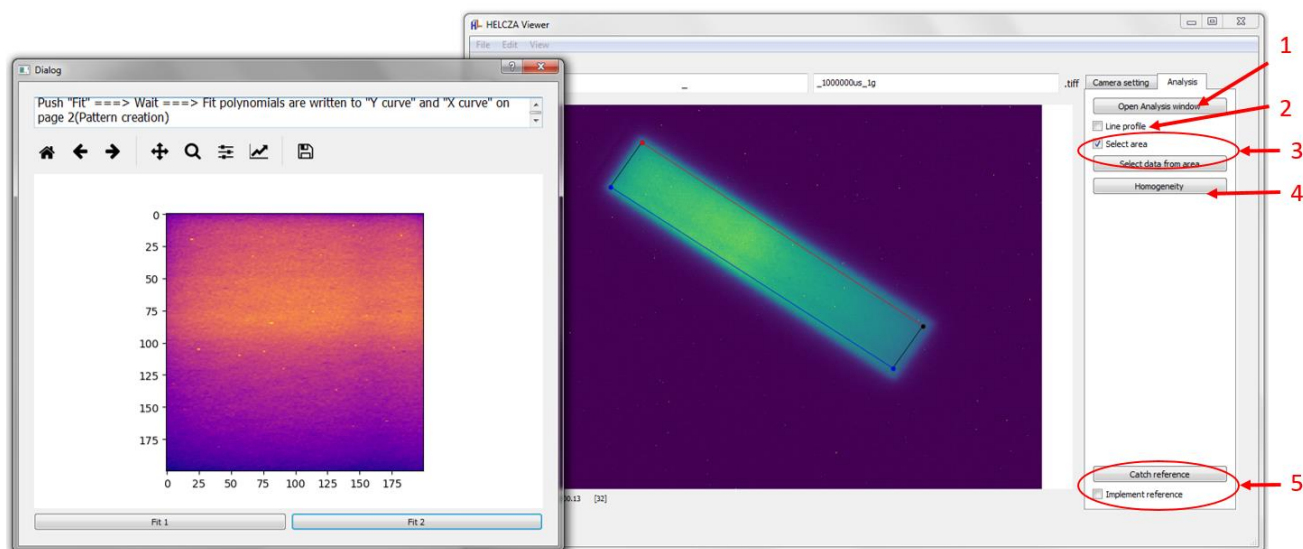 HELCZA Viewer
File Edit View
_
_1000000us_1g
.tiff
Camera setting
Analysis
Open Analysis window
Line profile
Select area
Select data from area
Homogeneity
Catch reference
Implement reference
1
2
3
4
5
Dialog
Push "Fit" ===> Wait ===> Fit polynomials are written to "Y curve" and "X curve" on
page 2(Pattern creation)
0
25
50
75
100
125
150
175
0 25 50 75 100 125 150 175
Fit 1
Fit 2
[32]